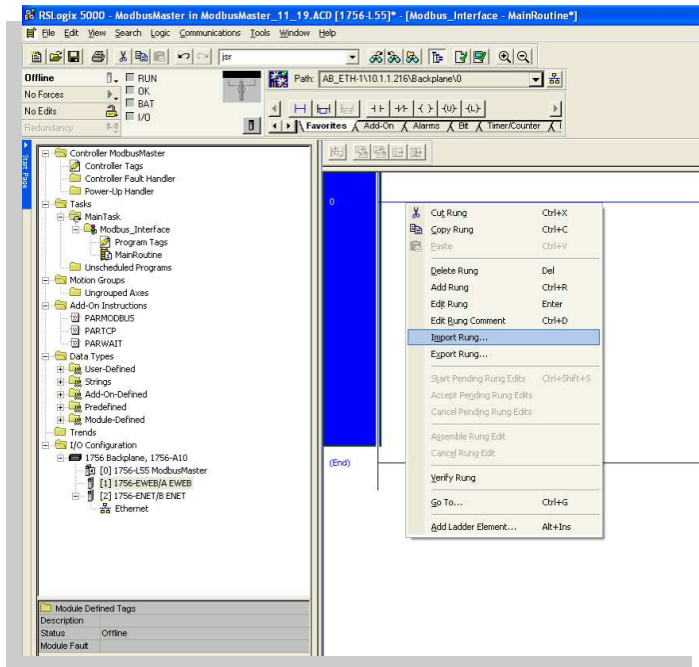 RSLogix 5000 - ModbusMaster in ModbusMaster_11_19.ACD [1756-L55]* - [Modbus_Interface - MainRoutine*]
File Edit View Search Logic Communications Tools Window Help
jsr
Offline
RUN
Path: AB_ETH-1\10.1.1.216\Backplane\0
No Forces
OK
No Edits
BAT
Redundancy
I/O
Favorites Add-On Alarms Bit Timer/Counter
Start Page
Controller ModbusMaster
Controller Tags
Controller Fault Handler
Power-Up Handler
Tasks
MainTask
Modbus_Interface
Program Tags
MainRoutine
Unscheduled Programs
Motion Groups
Ungrouped Axes
Add-On Instructions
PARMODBUS
PARTCP
PARWAIT
Data Types
User-Defined
Strings
Add-On-Defined
Predefined
Module-Defined
Trends
I/O Configuration
1756 Backplane, 1756-A10
[0] 1756-L55 ModbusMaster
[1] 1756-EWEB/A EWEB
[2] 1756-ENET/B ENET
Ethernet
Module Defined Tags
Description
Status Offline
Module Fault
0
(End)
Cut Rung Ctrl+X
Copy Rung Ctrl+C
Paste Ctrl+V
Delete Rung Del
Add Rung Ctrl+R
Edit Rung Enter
Edit Rung Comment Ctrl+D
Import Rung...
Export Rung...
Start Pending Rung Edits Ctrl+Shift+S
Accept Pending Rung Edits
Cancel Pending Rung Edits
Assemble Rung Edit
Cancel Rung Edit
Verify Rung
Go To... Ctrl+G
Add Ladder Element... Alt+Ins